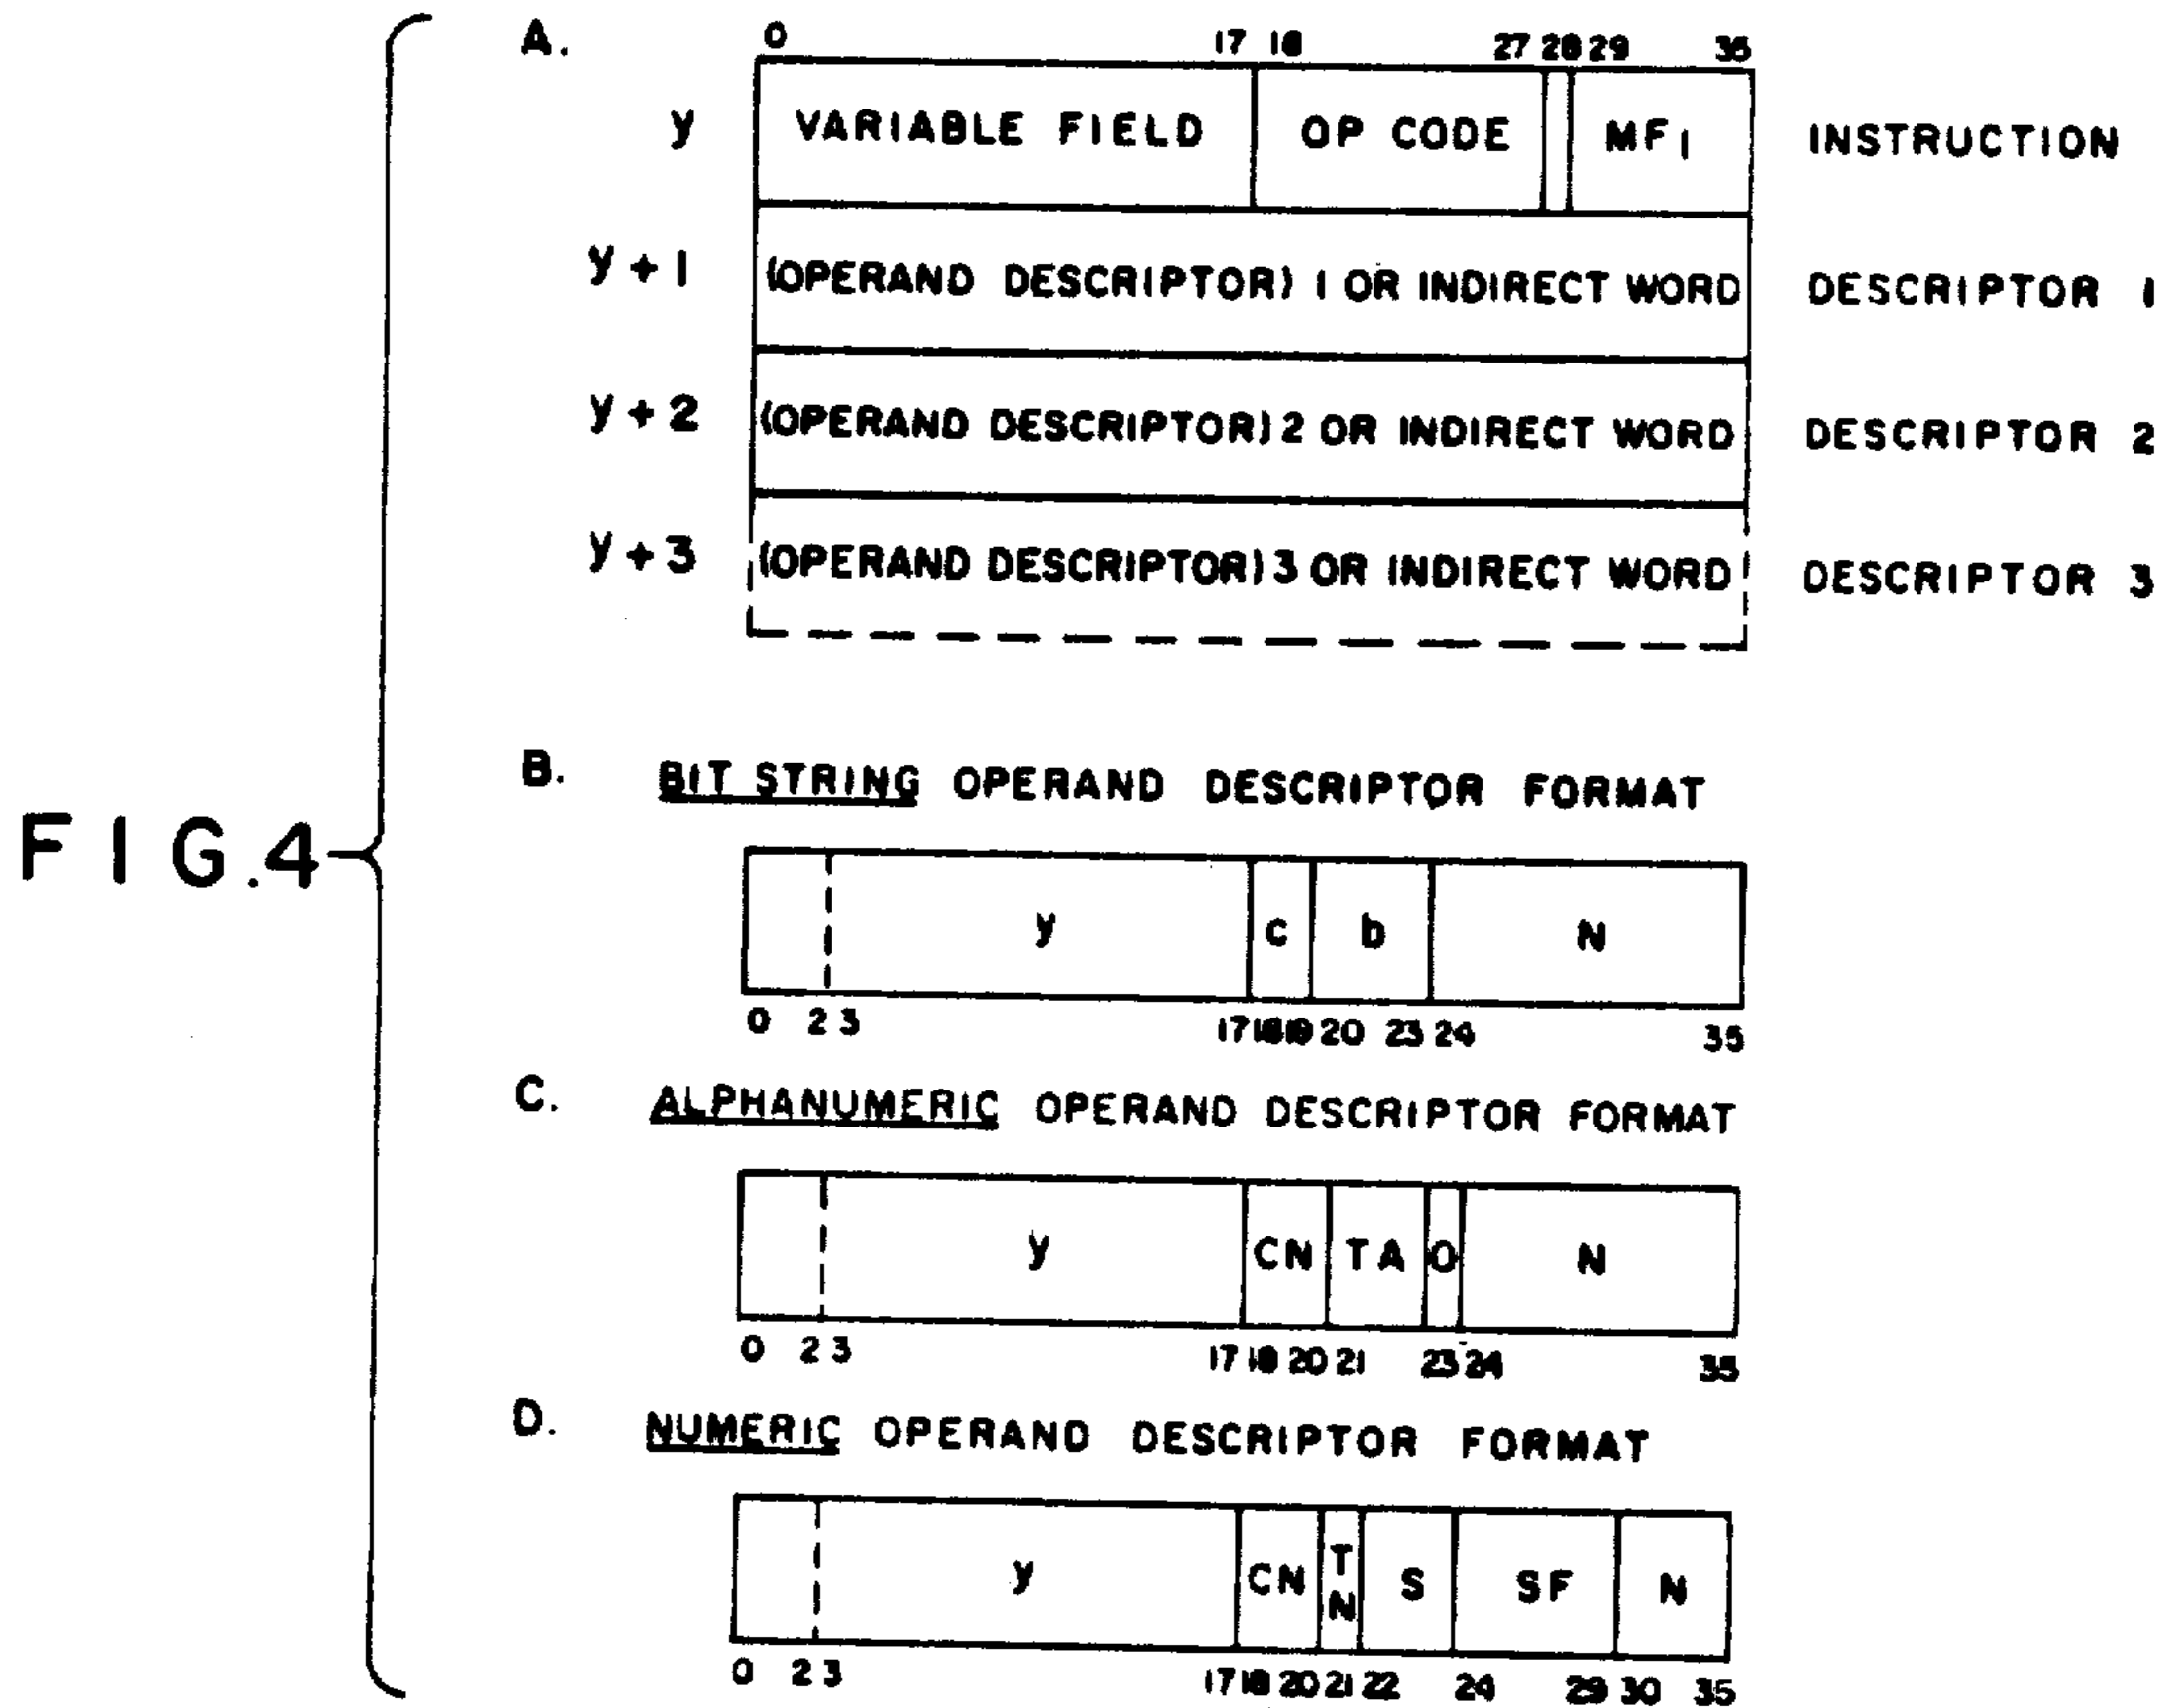 FIG.4
A.
0 17 18 27 28 29 35
y VARIABLE FIELD OP CODE MF1 INSTRUCTION
y + 1 (OPERAND DESCRIPTOR) 1 OR INDIRECT WORD DESCRIPTOR 1
y + 2 (OPERAND DESCRIPTOR) 2 OR INDIRECT WORD DESCRIPTOR 2
y + 3 (OPERAND DESCRIPTOR) 3 OR INDIRECT WORD DESCRIPTOR 3
B. BIT STRING OPERAND DESCRIPTOR FORMAT
y c b N
0 2 3 17 18 19 20 23 24 35
C. ALPHANUMERIC OPERAND DESCRIPTOR FORMAT
y CN TA O N
0 2 3 17 18 20 21 23 24 35
D. NUMERIC OPERAND DESCRIPTOR FORMAT
y CN TN S SF N
0 2 3 17 18 20 21 22 24 29 30 35